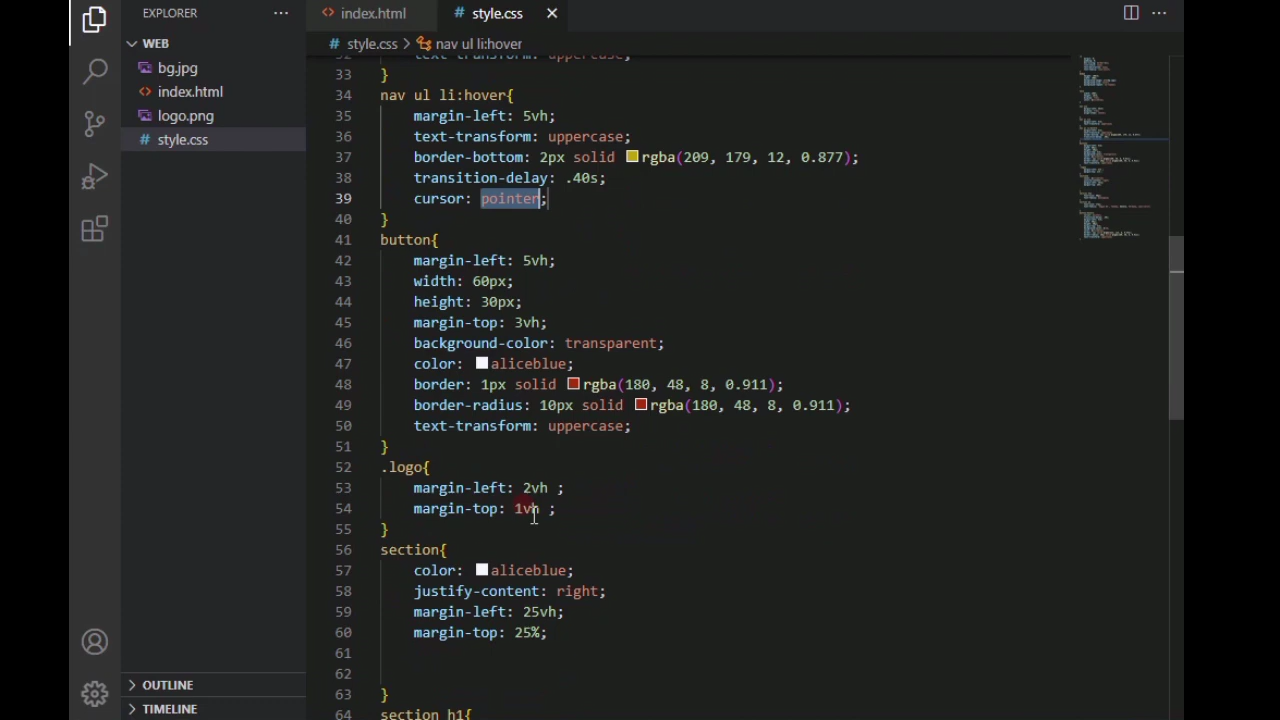 EXPLORER
index.html
style.css
WEB
style.css > nav ul li:hover
bg.jpg
index.html
logo.png
style.css
32 text-transform: uppercase;
33 }
34 nav ul li:hover{
35 margin-left: 5vh;
36 text-transform: uppercase;
37 border-bottom: 2px solid rgba(209, 179, 12, 0.877);
38 transition-delay: .40s;
39 cursor: pointer;
40 }
41 button{
42 margin-left: 5vh;
43 width: 60px;
44 height: 30px;
45 margin-top: 3vh;
46 background-color: transparent;
47 color: aliceblue;
48 border: 1px solid rgba(180, 48, 8, 0.911);
49 border-radius: 10px solid rgba(180, 48, 8, 0.911);
50 text-transform: uppercase;
51 }
52 .logo{
53 margin-left: 2vh ;
54 margin-top: 1vh ;
55 }
56 section{
57 color: aliceblue;
58 justify-content: right;
59 margin-left: 25vh;
60 margin-top: 25%;
61
62
63 }
64 section h1{
OUTLINE
TIMELINE